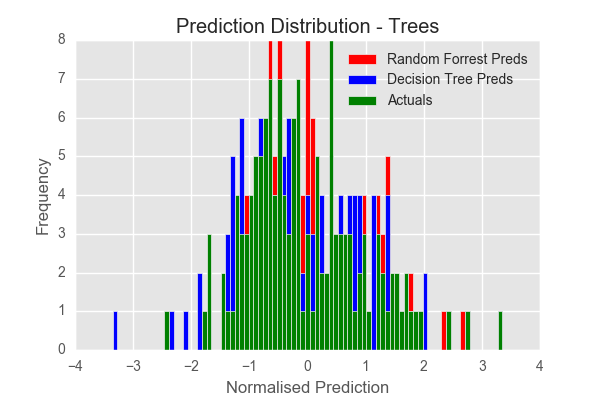 Prediction Distribution - Trees
8
7
6
5
4
3
2
1
0
Frequency
Random Forrest Preds
Decision Tree Preds
Actuals
−4 −3 −2 −1 0 1 2 3 4
Normalised Prediction